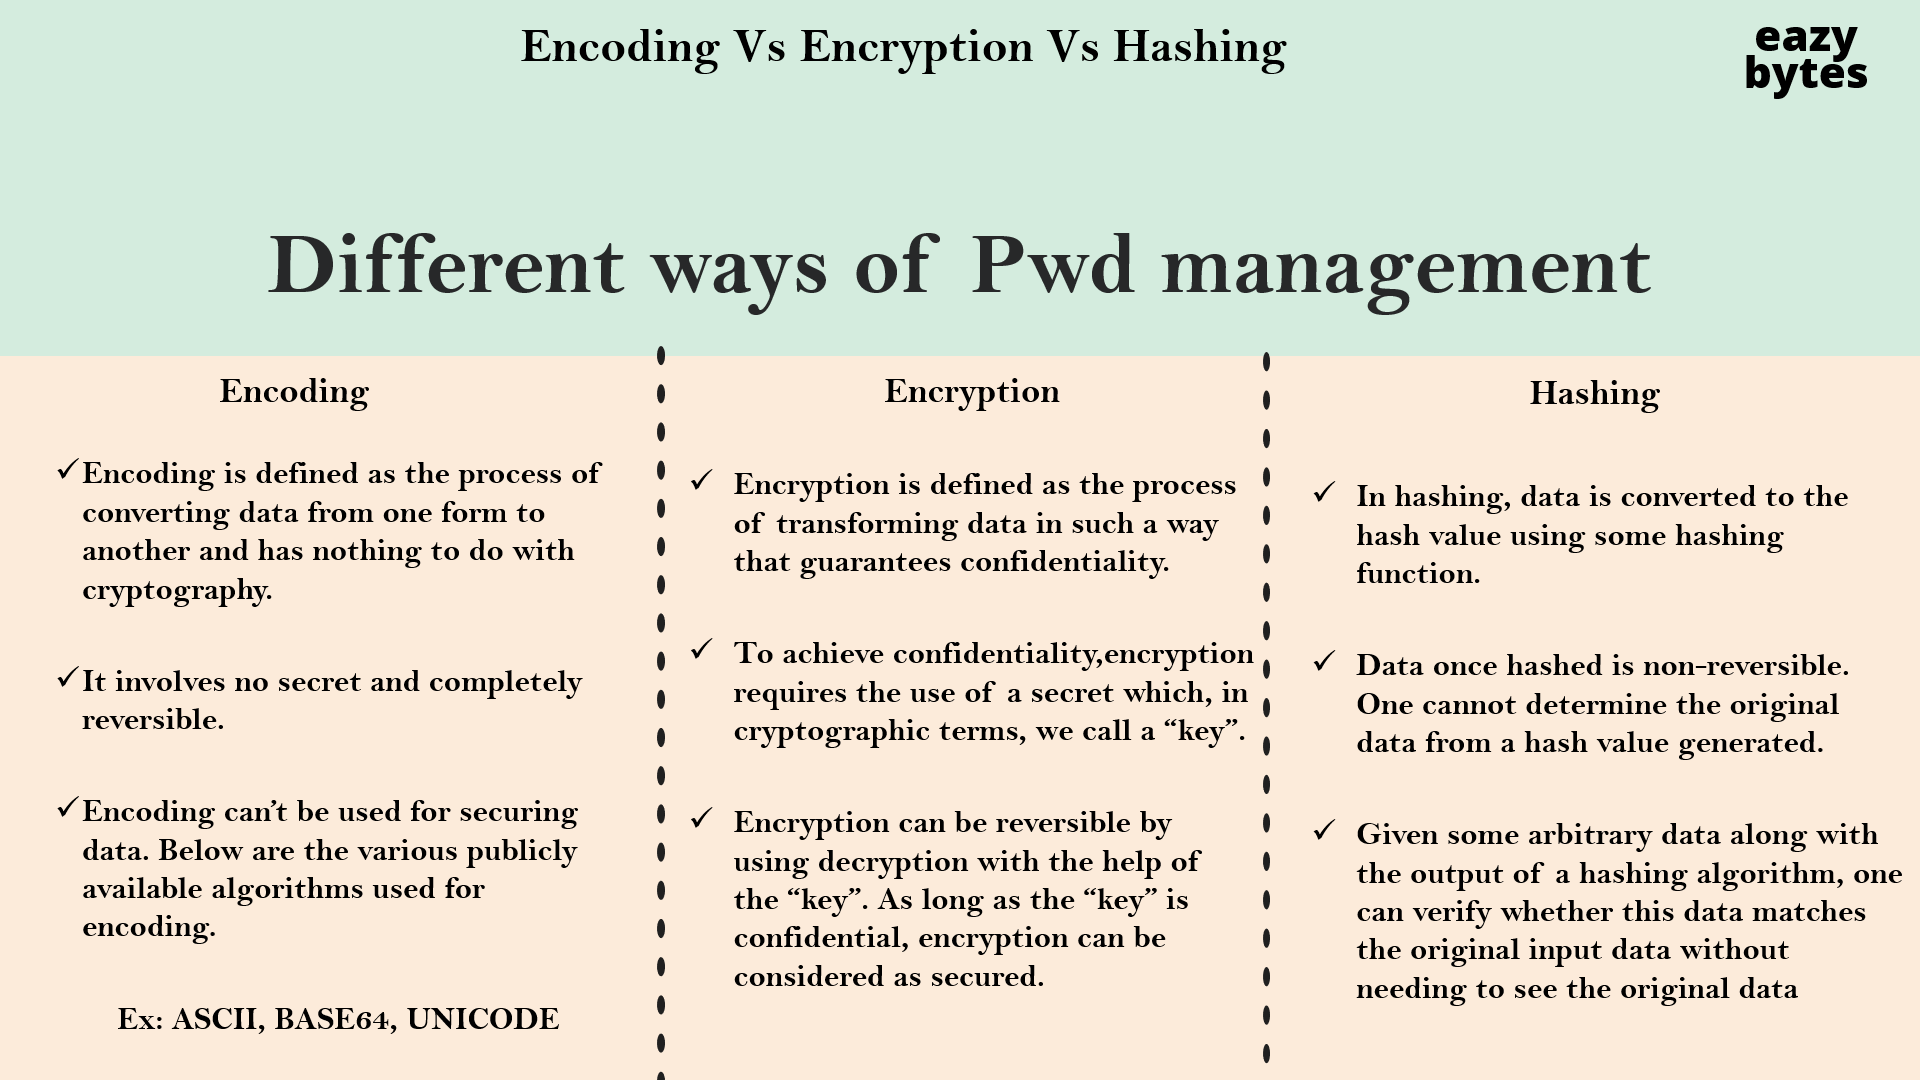 Encoding Vs Encryption Vs Hashing
eazy
bytes
Different ways of Pwd management
Encoding
✓Encoding is defined as the process of
converting data from one form to
another and has nothing to do with
cryptography.
✓It involves no secret and completely
reversible.
✓Encoding can’t be used for securing
data. Below are the various publicly
available algorithms used for
encoding.
Ex: ASCII, BASE64, UNICODE
Encryption
✓ Encryption is defined as the process
of transforming data in such a way
that guarantees confidentiality.
✓ To achieve confidentiality,encryption
requires the use of a secret which, in
cryptographic terms, we call a “key”.
✓ Encryption can be reversible by
using decryption with the help of
the “key”. As long as the “key” is
confidential, encryption can be
considered as secured.
Hashing
✓ In hashing, data is converted to the
hash value using some hashing
function.
✓ Data once hashed is non-reversible.
One cannot determine the original
data from a hash value generated.
✓ Given some arbitrary data along with
the output of a hashing algorithm, one
can verify whether this data matches
the original input data without
needing to see the original data